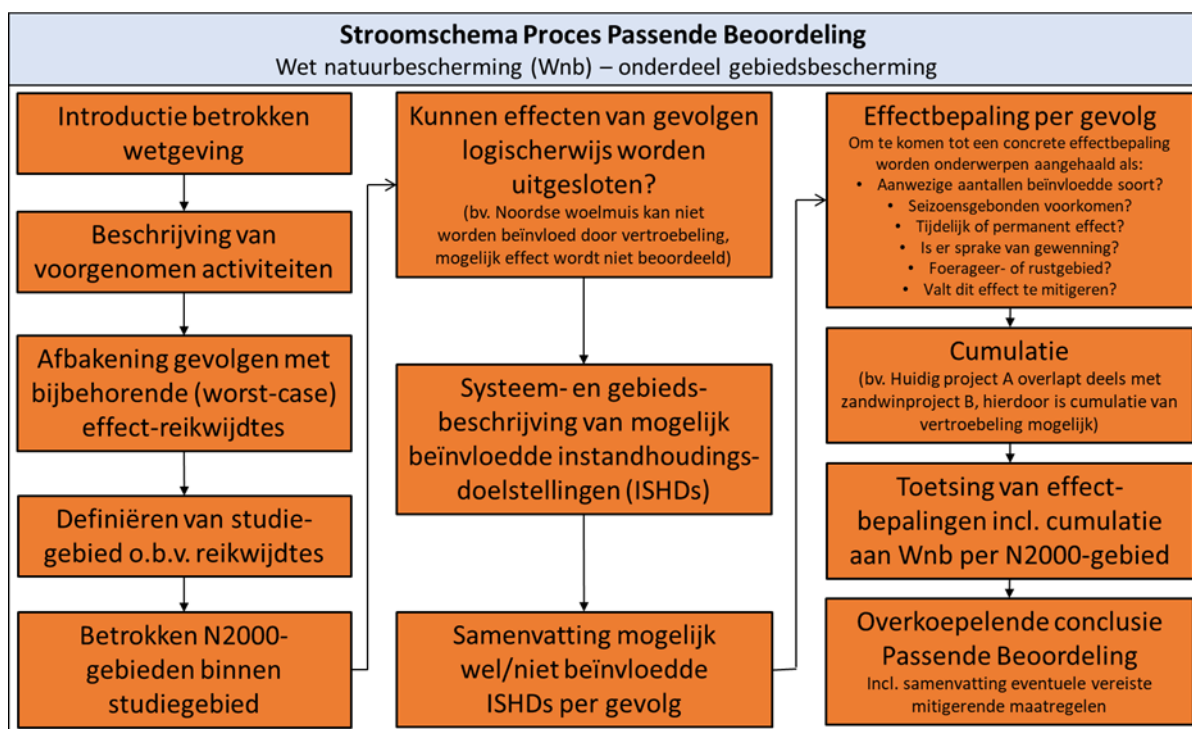 Stroomschema Proces Passende Beoordeling
Wet natuurbescherming (Wnb) – onderdeel gebiedsbescherming
Introductie betrokken
wetgeving
Beschrijving van
voorgenomen activiteiten
Afbakening gevolgen met
bijbehorende (worst-case)
effect-reikwijdtes
Definiëren van studie-
gebied o.b.v. reikwijdtes
Betrokken N2000-
gebieden binnen
studiegebied
Kunnen effecten van gevolgen
logischerwijs worden
uitgesloten?
(bv. Noordse woelmuis kan niet
worden beïnvloed door vertroebeling,
mogelijk effect wordt niet beoordeeld)
Systeem- en gebieds-
beschrijving van mogelijk
beïnvloedde instandhoudings-
doelstellingen (ISHDs)
Samenvatting mogelijk
wel/niet beïnvloedde
ISHDs per gevolg
Effectbepaling per gevolg
Om te komen tot een concrete effectbepaling
worden onderwerpen aangehaald als:
• Aanwezige aantallen beïnvloedde soort?
• Seizoensgebonden voorkomen?
• Tijdelijk of permanent effect?
• Is er sprake van gewenning?
• Foerageer- of rustgebied?
• Valt dit effect te mitigeren?
Cumulatie
(bv. Huidig project A overlapt deels met
zandwinproject B, hierdoor is cumulatie van
vertroebeling mogelijk)
Toetsing van effect-
bepalingen incl. cumulatie
aan Wnb per N2000-gebied
Overkoepelende conclusie
Passende Beoordeling
Incl. samenvatting eventuele vereiste
mitigerende maatregelen